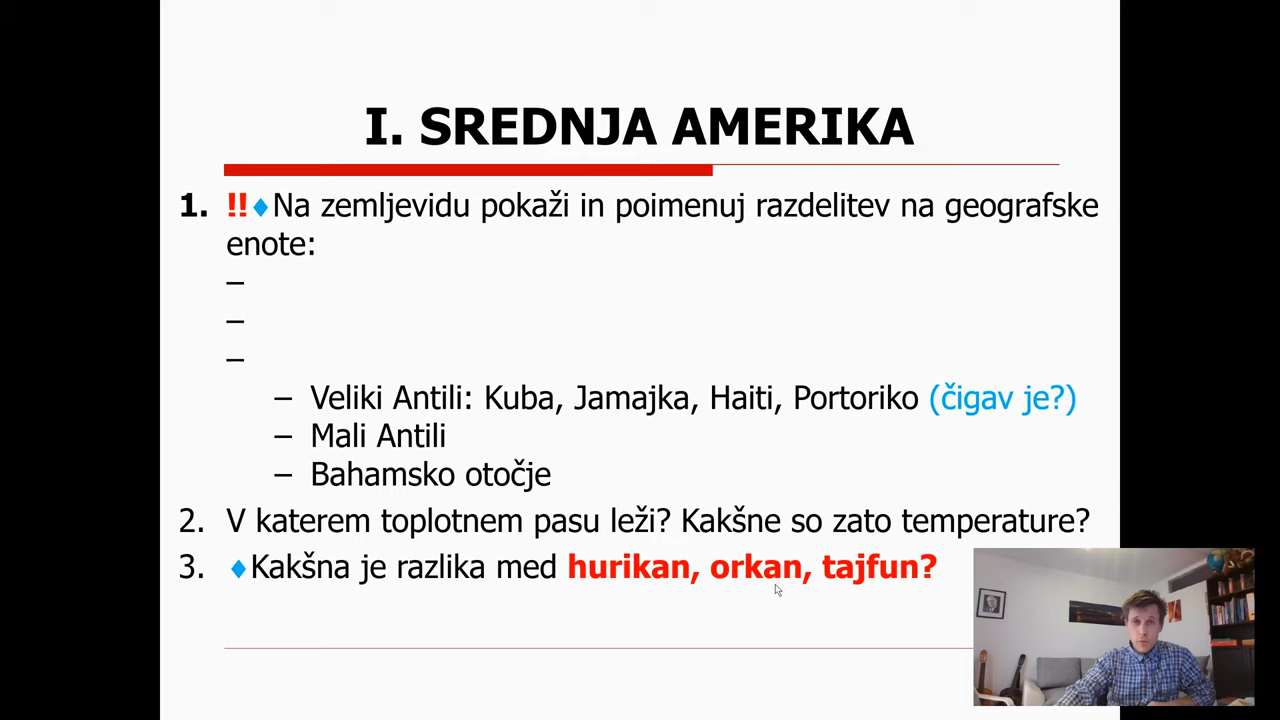 I. SREDNJA AMERIKA
1. !!♦Na zemljevidu pokaži in poimenuj razdelitev na geografske
enote:
–
–
–
– Veliki Antili: Kuba, Jamajka, Haiti, Portoriko (čigav je?)
– Mali Antili
– Bahamsko otočje
2. V katerem toplotnem pasu leži? Kakšne so zato temperature?
3. ♦Kakšna je razlika med hurikan, orkan, tajfun?